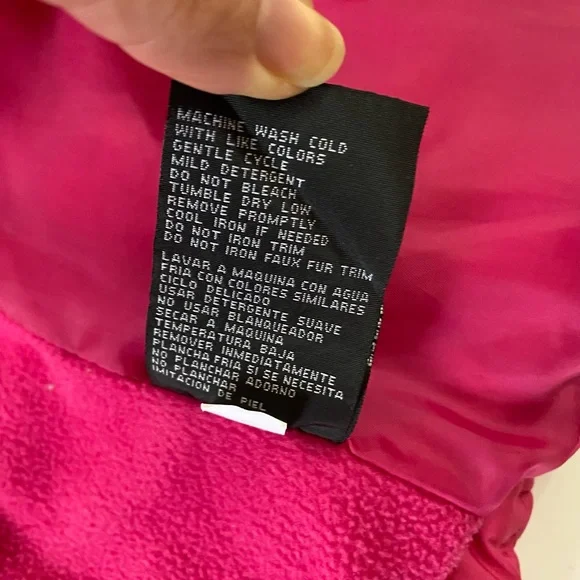 MACHINE WASH COLD
WITH LIKE COLORS
GENTLE CYCLE
MILD DETERGENT
DO NOT BLEACH
TUMBLE DRY LOW
REMOVE PROMPTLY
COOL IRON IF NEEDED
DO NOT IRON TRIM
DO NOT IRON FAUX FUR TRIM
LAVAR A MAQUINA CON AGUA
FRIA CON COLORES SIMILARES
CICLO DELICADO
USAR DETERGENTE SUAVE
NO USAR BLANQUEADOR
SECAR A MAQUINA
TEMPERATURA BAJA
REMOVER INMEDIATAMENTE
PLANCHA FRIA SI SE NECESITA
NO PLANCHAR ADORNO
NO PLANCHAR
IMITACION DE PIEL